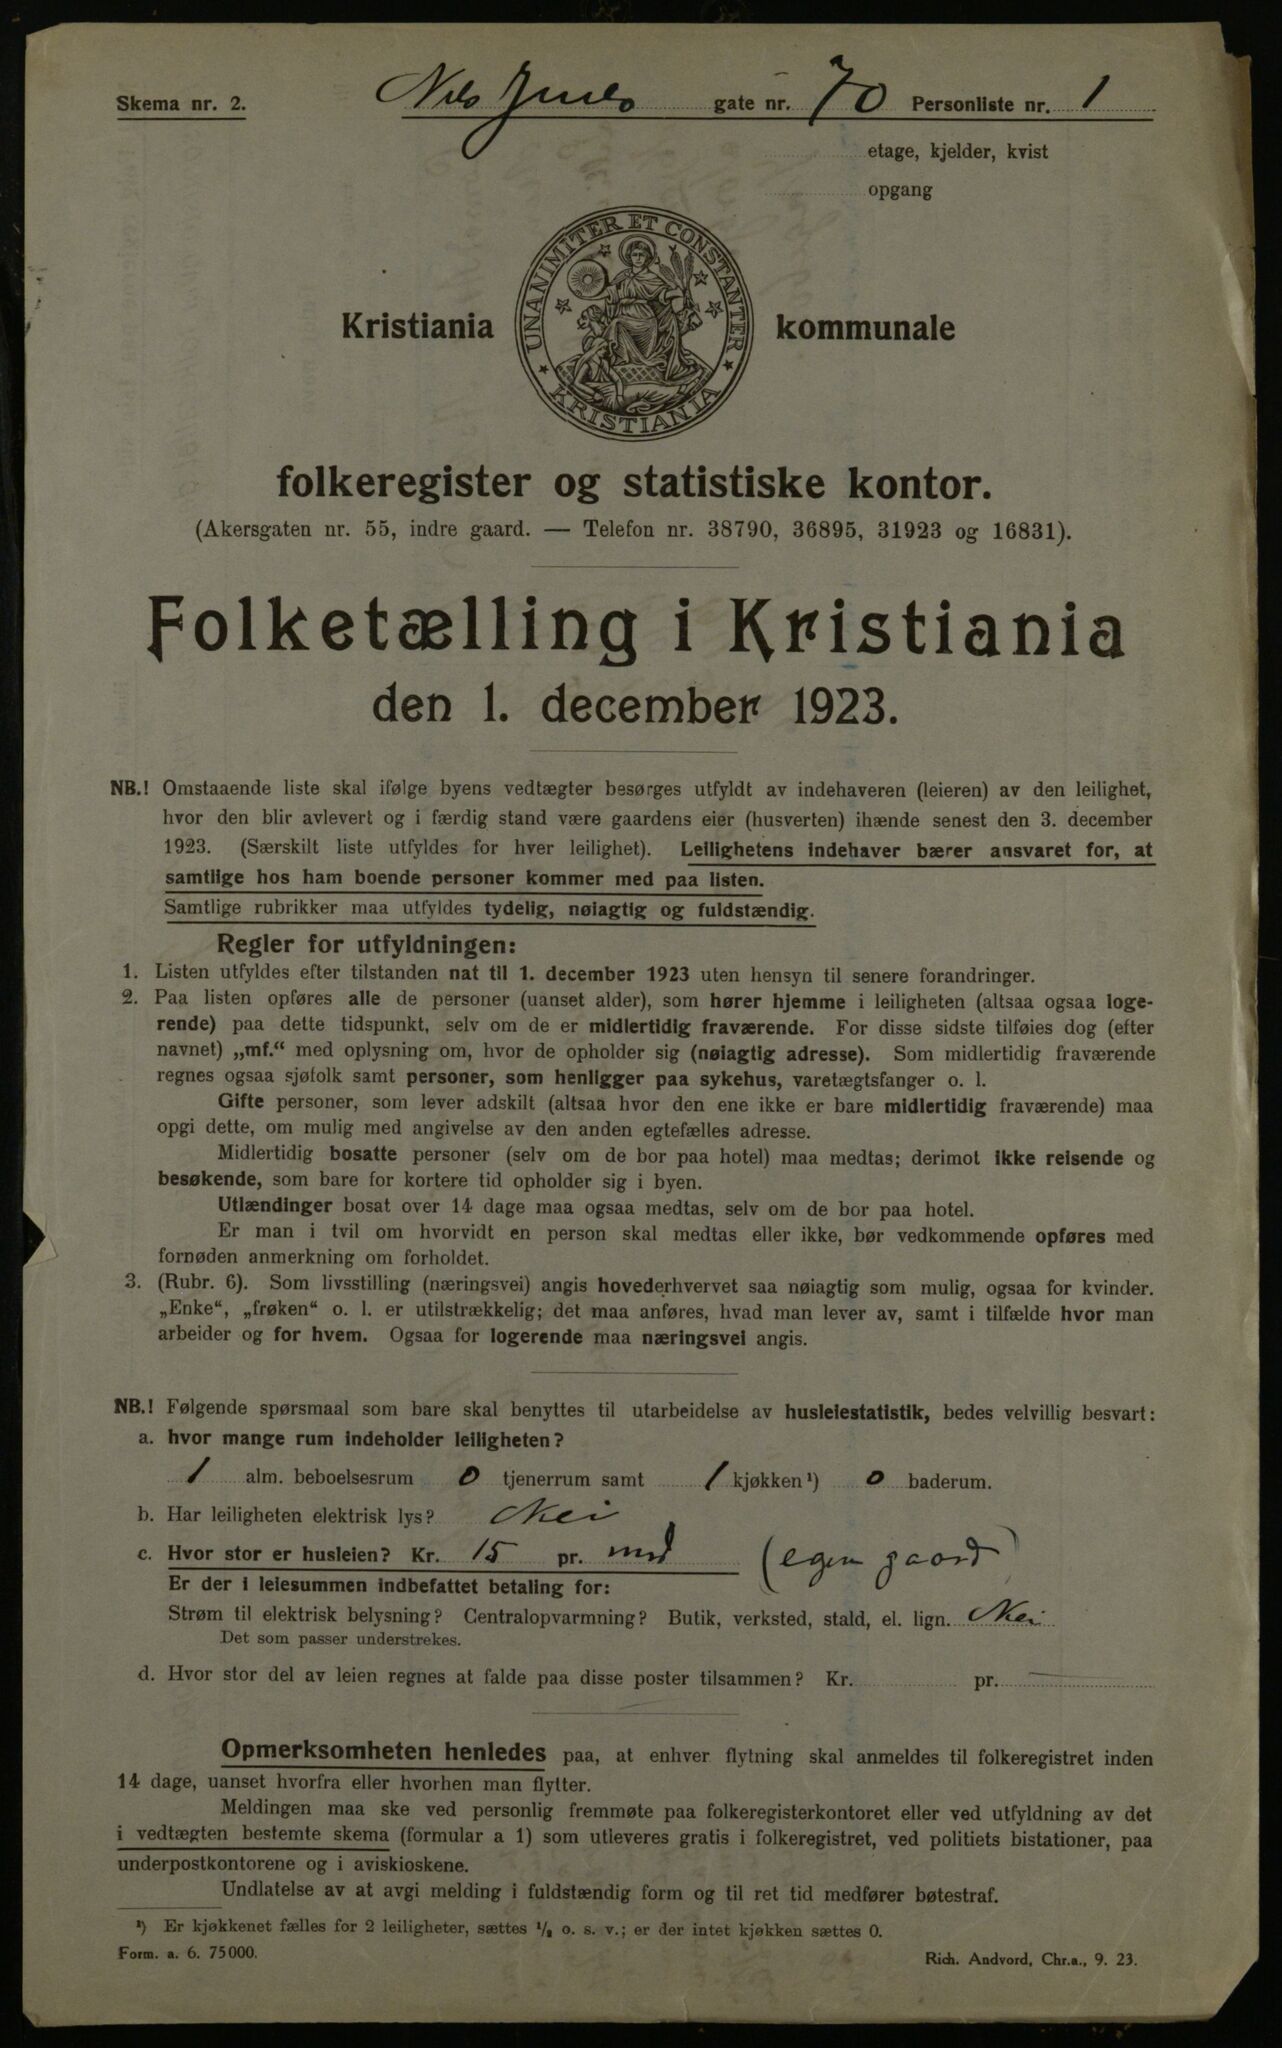 Skema nr. 2. Nils Juels gate nr. 70 Personliste nr. 1
etage, kjelder, kvist
opgang
UNANIMITER ET CONSTANTER
KRISTIANIA
Kristiania kommunale
folkeregister og statistiske kontor.
(Akersgaten nr. 55, indre gaard. — Telefon nr. 38790, 36895, 31923 og 16831).
Folketælling i Kristiania
den 1. december 1923.
NB.! Omstaaende liste skal ifølge byens vedtægter besørges utfyldt av indehaveren (leieren) av den leilighet,
hvor den blir avlevert og i færdig stand være gaardens eier (husverten) ihænde senest den 3. december
1923. (Særskilt liste utfyldes for hver leilighet). Leilighetens indehaver bærer ansvaret for, at
samtlige hos ham boende personer kommer med paa listen.
Samtlige rubrikker maa utfyldes tydelig, nøiagtig og fuldstændig.
Regler for utfyldningen:
1. Listen utfyldes efter tilstanden nat til 1. december 1923 uten hensyn til senere forandringer.
2. Paa listen opføres alle de personer (uanset alder), som hører hjemme i leiligheten (altsaa ogsaa loge-
rende) paa dette tidspunkt, selv om de er midlertidig fraværende. For disse sidste tilføies dog (efter
navnet) „mf.“ med oplysning om, hvor de opholder sig (nøiagtig adresse). Som midlertidig fraværende
regnes ogsaa sjøfolk samt personer, som henligger paa sykehus, varetægtsfanger o. l.
Gifte personer, som lever adskilt (altsaa hvor den ene ikke er bare midlertidig fraværende) maa
opgi dette, om mulig med angivelse av den anden egtefælles adresse.
Midlertidig bosatte personer (selv om de bor paa hotel) maa medtas; derimot ikke reisende og
besøkende, som bare for kortere tid opholder sig i byen.
Utlændinger bosat over 14 dage maa ogsaa medtas, selv om de bor paa hotel.
Er man i tvil om hvorvidt en person skal medtas eller ikke, bør vedkommende opføres med
fornøden anmerkning om forholdet.
3. (Rubr. 6). Som livsstilling (næringsvei) angis hovederhvervet saa nøiagtig som mulig, ogsaa for kvinder.
„Enke“, „frøken“ o. l. er utilstrækkelig; det maa anføres, hvad man lever av, samt i tilfælde hvor man
arbeider og for hvem. Ogsaa for logerende maa næringsvei angis.
NB.! Følgende spørsmaal som bare skal benyttes til utarbeidelse av husleiestatistik, bedes velvillig besvart:
a. hvor mange rum indeholder leiligheten?
1 alm. beboelsesrum 0 tjenerrum samt 1 kjøkken¹) 0 baderum.
b. Har leiligheten elektrisk lys? Nei
c. Hvor stor er husleien? Kr. 15 pr. md (egen gaard)
Er der i leiesummen indbefattet betaling for:
Strøm til elektrisk belysning? Centralopvarmning? Butik, verksted, stald, el. lign. Nei
Det som passer understrekes.
d. Hvor stor del av leien regnes at falde paa disse poster tilsammen? Kr. pr.
Opmerksomheten henledes paa, at enhver flytning skal anmeldes til folkeregistret inden
14 dage, uanset hvorfra eller hvorhen man flytter.
Meldingen maa ske ved personlig fremmøte paa folkeregisterkontoret eller ved utfyldning av det
i vedtægten bestemte skema (formular a 1) som utleveres gratis i folkeregistret, ved politiets bistationer, paa
underpostkontorene og i aviskioskene.
Undlatelse av at avgi melding i fuldstændig form og til ret tid medfører bøtestraf.
¹) Er kjøkkenet fælles for 2 leiligheter, sættes ½ o. s. v.; er der intet kjøkken sættes 0.
Form. a. 6. 75000. Rich. Andvord, Chr.a., 9. 23.